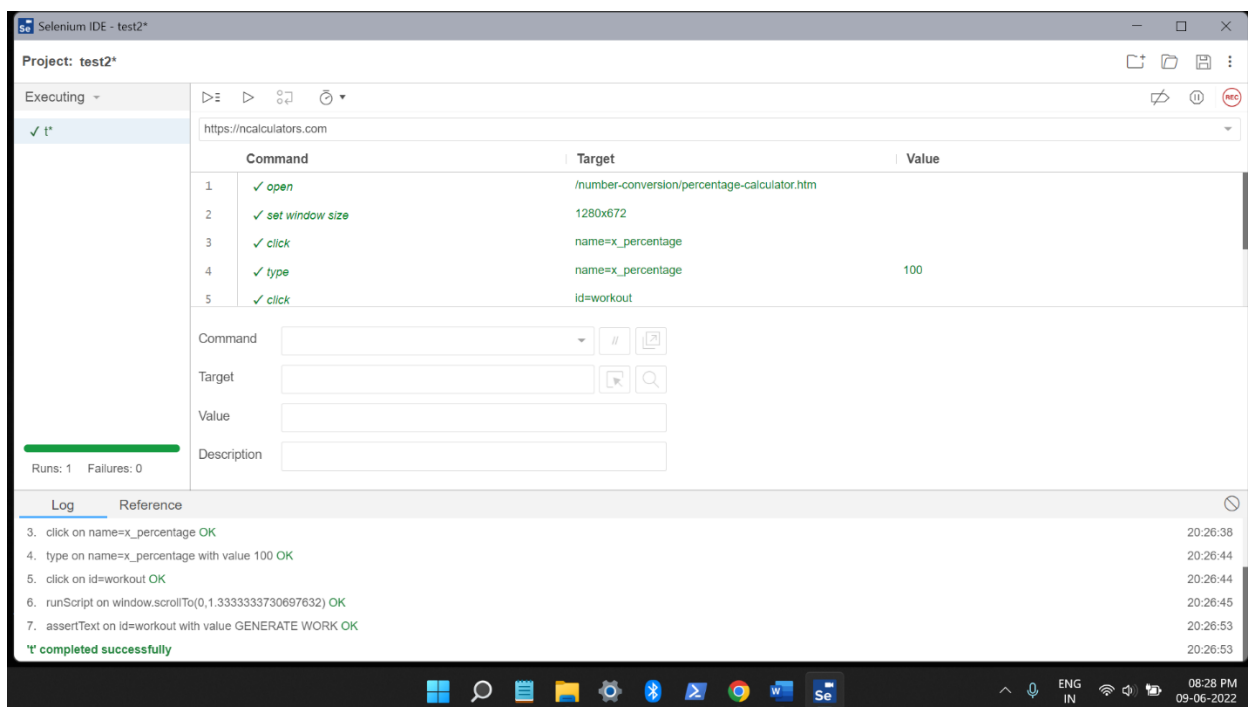 Selenium IDE - test2*
Project: test2*
Executing
https://ncalculators.com
✓ t*
Command Target Value
1 ✓ open /number-conversion/percentage-calculator.htm
2 ✓ set window size 1280x672
3 ✓ click name=x_percentage
4 ✓ type name=x_percentage 100
5 ✓ click id=workout
Command //
Target
Value
Description
Runs: 1 Failures: 0
Log Reference
3. click on name=x_percentage OK 20:26:38
4. type on name=x_percentage with value 100 OK 20:26:44
5. click on id=workout OK 20:26:44
6. runScript on window.scrollTo(0,1.3333333730697632) OK 20:26:45
7. assertText on id=workout with value GENERATE WORK OK 20:26:53
't' completed successfully 20:26:53
ENG 08:28 PM
IN 09-06-2022
REC
Se
Se
W